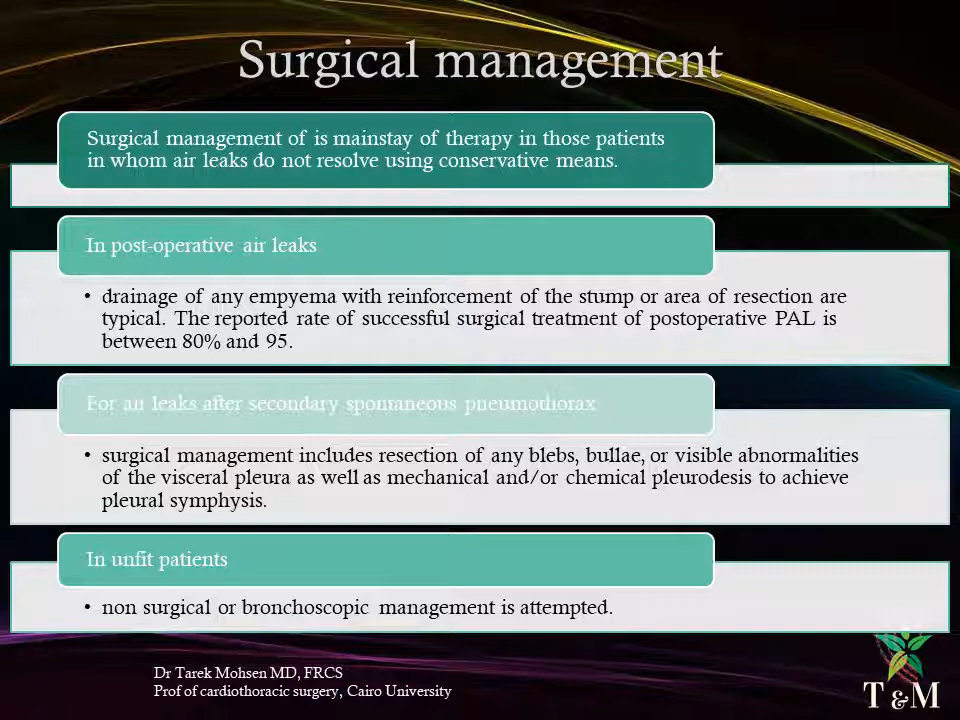 Surgical management
Surgical management of is mainstay of therapy in those patients
in whom air leaks do not resolve using conservative means.
In post-operative air leaks
• drainage of any empyema with reinforcement of the stump or area of resection are
typical. The reported rate of successful surgical treatment of postoperative PAL is
between 80% and 95.
For air leaks after secondary spontaneous pneumothorax
• surgical management includes resection of any blebs, bullae, or visible abnormalities
of the visceral pleura as well as mechanical and/or chemical pleurodesis to achieve
pleural symphysis.
In unfit patients
• non surgical or bronchoscopic management is attempted.
Dr Tarek Mohsen MD, FRCS
Prof of cardiothoracic surgery, Cairo University
T & M